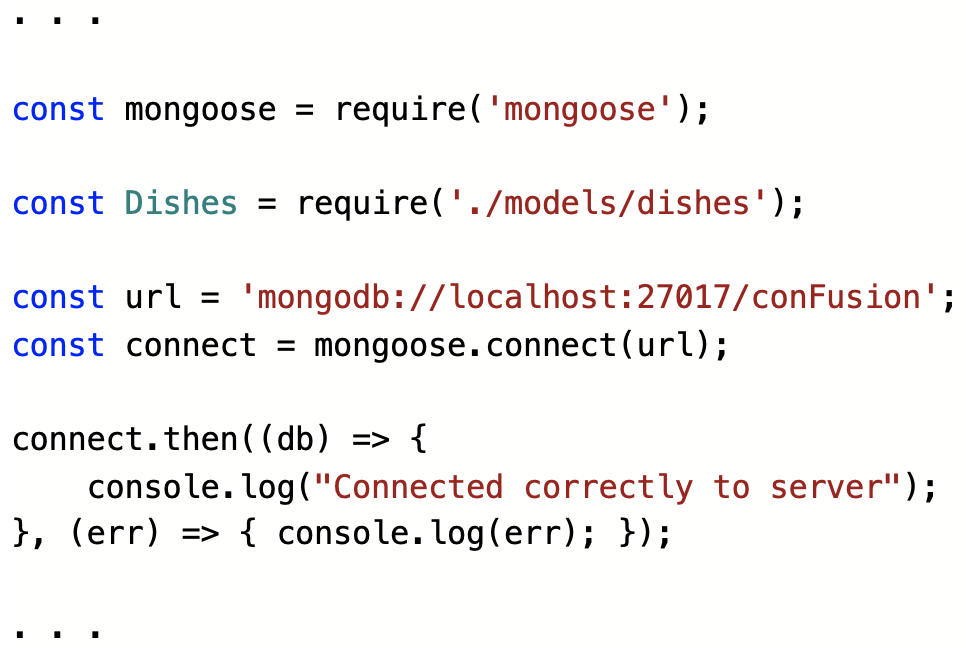 . . .
const mongoose = require('mongoose');
const Dishes = require('./models/dishes');
const url = 'mongodb://localhost:27017/conFusion';
const connect = mongoose.connect(url);
connect.then((db) => {
    console.log("Connected correctly to server");
}, (err) => { console.log(err); });
. . .